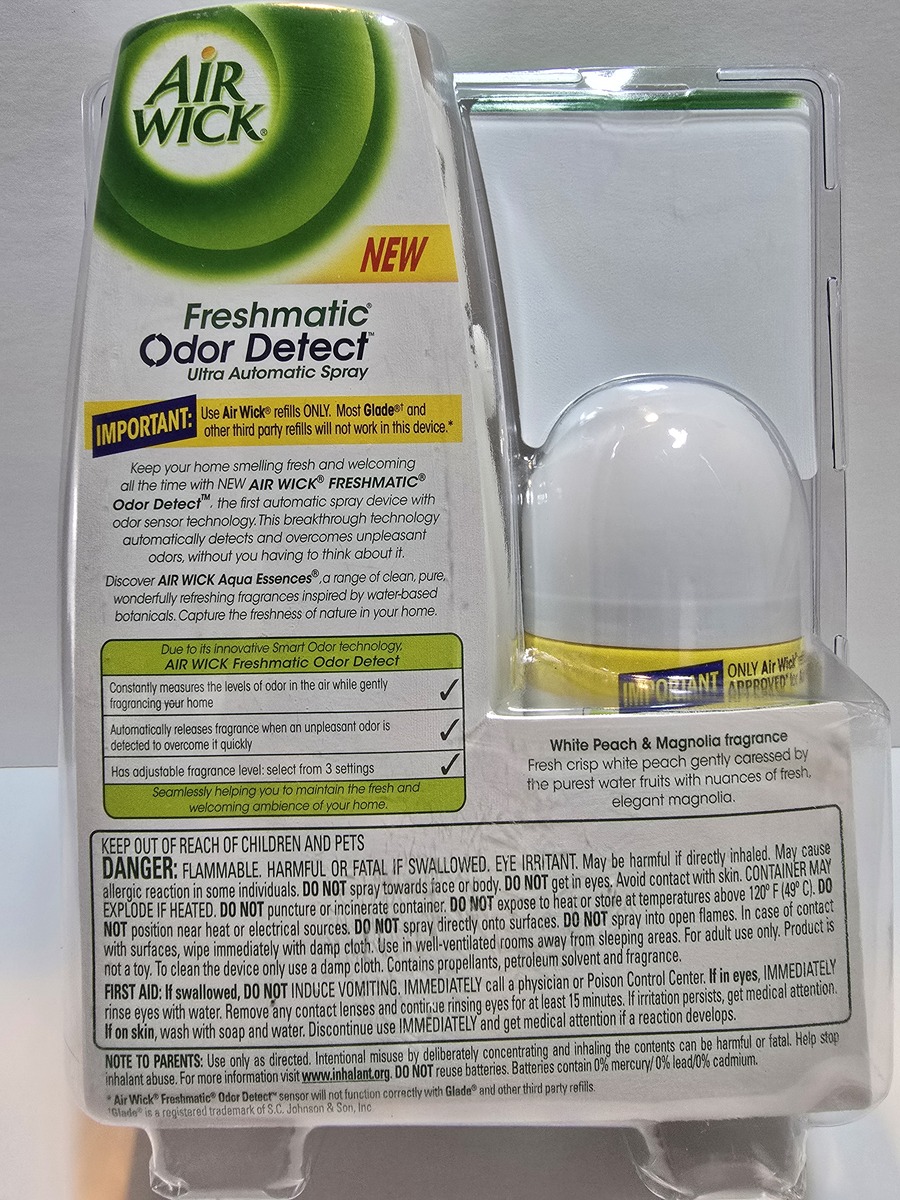 AIR
WICK®
NEW
Freshmatic®
Odor Detect™
Ultra Automatic Spray
IMPORTANT: Use Air Wick® refills ONLY. Most Glade®† and
other third party refills will not work in this device.*
Keep your home smelling fresh and welcoming
all the time with NEW AIR WICK® FRESHMATIC®
Odor Detect™, the first automatic spray device with
odor sensor technology. This breakthrough technology
automatically detects and overcomes unpleasant
odors, without you having to think about it.
Discover AIR WICK Aqua Essences®, a range of clean, pure,
wonderfully refreshing fragrances inspired by water-based
botanicals. Capture the freshness of nature in your home.
Due to its innovative Smart Odor technology,
AIR WICK Freshmatic Odor Detect
Constantly measures the levels of odor in the air while gently
fragrancing your home ✓
Automatically releases fragrance when an unpleasant odor is
detected to overcome it quickly ✓
Has adjustable fragrance level: select from 3 settings ✓
Seamlessly helping you to maintain the fresh and
welcoming ambience of your home.
IMPORTANT ONLY Air Wick®
APPROVED
White Peach & Magnolia fragrance
Fresh crisp white peach gently caressed by
the purest water fruits with nuances of fresh,
elegant magnolia.
KEEP OUT OF REACH OF CHILDREN AND PETS
DANGER: FLAMMABLE. HARMFUL OR FATAL IF SWALLOWED. EYE IRRITANT. May be harmful if directly inhaled. May cause
allergic reaction in some individuals. DO NOT spray towards face or body. DO NOT get in eyes. Avoid contact with skin. CONTAINER MAY
EXPLODE IF HEATED. DO NOT puncture or incinerate container. DO NOT expose to heat or store at temperatures above 120° F (49° C). DO
NOT position near heat or electrical sources. DO NOT spray directly onto surfaces. DO NOT spray into open flames. In case of contact
with surfaces, wipe immediately with damp cloth. Use in well-ventilated rooms away from sleeping areas. For adult use only. Product is
not a toy. To clean the device only use a damp cloth. Contains propellants, petroleum solvent and fragrance.
FIRST AID: If swallowed, DO NOT INDUCE VOMITING. IMMEDIATELY call a physician or Poison Control Center. If in eyes, IMMEDIATELY
rinse eyes with water. Remove any contact lenses and continue rinsing eyes for at least 15 minutes. If irritation persists, get medical attention.
If on skin, wash with soap and water. Discontinue use IMMEDIATELY and get medical attention if a reaction develops.
NOTE TO PARENTS: Use only as directed. Intentional misuse by deliberately concentrating and inhaling the contents can be harmful or fatal. Help stop
inhalant abuse. For more information visit www.inhalant.org. DO NOT reuse batteries. Batteries contain 0% mercury/ 0% lead/0% cadmium.
* Air Wick® Freshmatic® Odor Detect™ sensor will not function correctly with Glade® and other third party refills.
†Glade® is a registered trademark of S.C. Johnson & Son, Inc